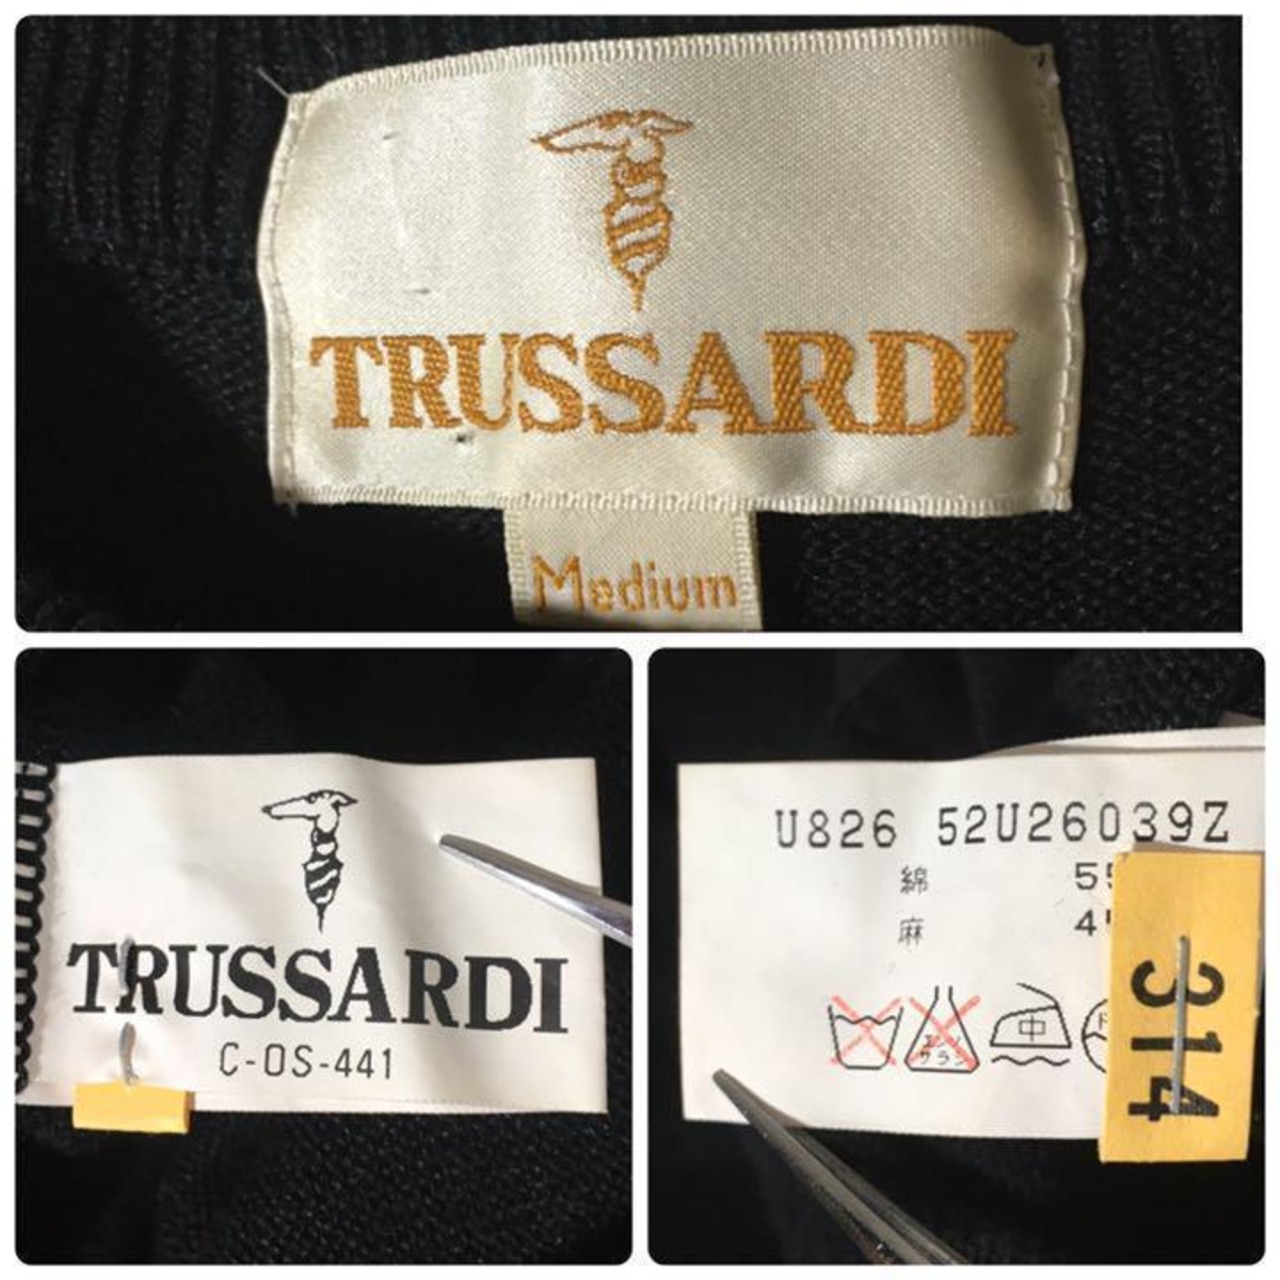 TRUSSARDI
Medium
TRUSSARDI
C-OS-441
U826 52U26039Z
綿
麻
中
314